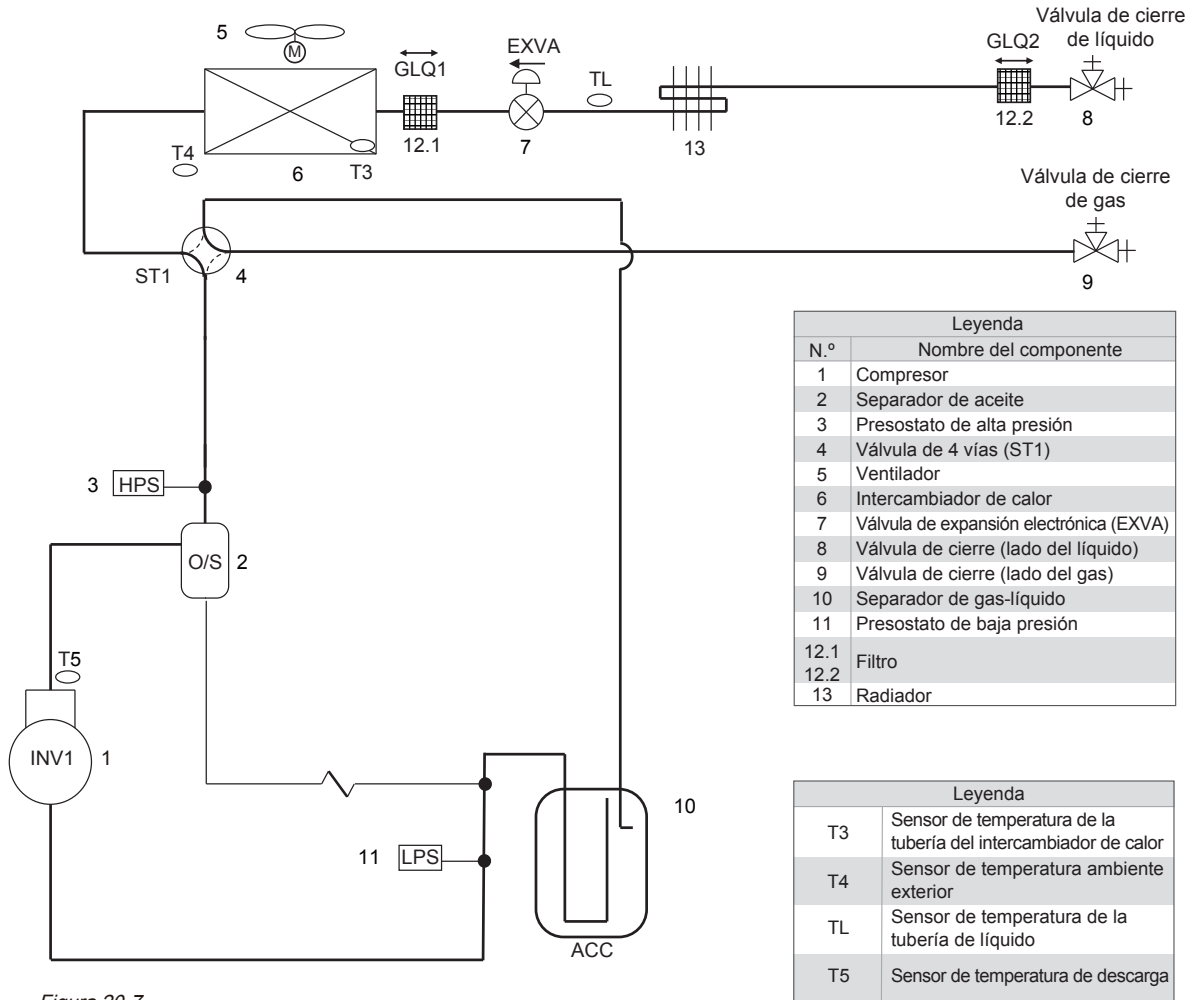 Válvula de cierre
de líquido
5
M
EXVA
GLQ1
GLQ2
TL
12.1
7
13
12.2
8
T4
6
T3
Válvula de cierre
de gas
ST1
4
9
3 HPS
O/S 2
T5
INV1 1
10
11 LPS
ACC
Leyenda
N.º Nombre del componente
1 Compresor
2 Separador de aceite
3 Presostato de alta presión
4 Válvula de 4 vías (ST1)
5 Ventilador
6 Intercambiador de calor
7 Válvula de expansión electrónica (EXVA)
8 Válvula de cierre (lado del líquido)
9 Válvula de cierre (lado del gas)
10 Separador de gas-líquido
11 Presostato de baja presión
12.1
12.2 Filtro
13 Radiador
Leyenda
T3 Sensor de temperatura de la
tubería del intercambiador de calor
T4 Sensor de temperatura ambiente
exterior
TL Sensor de temperatura de la
tubería de líquido
T5 Sensor de temperatura de descarga